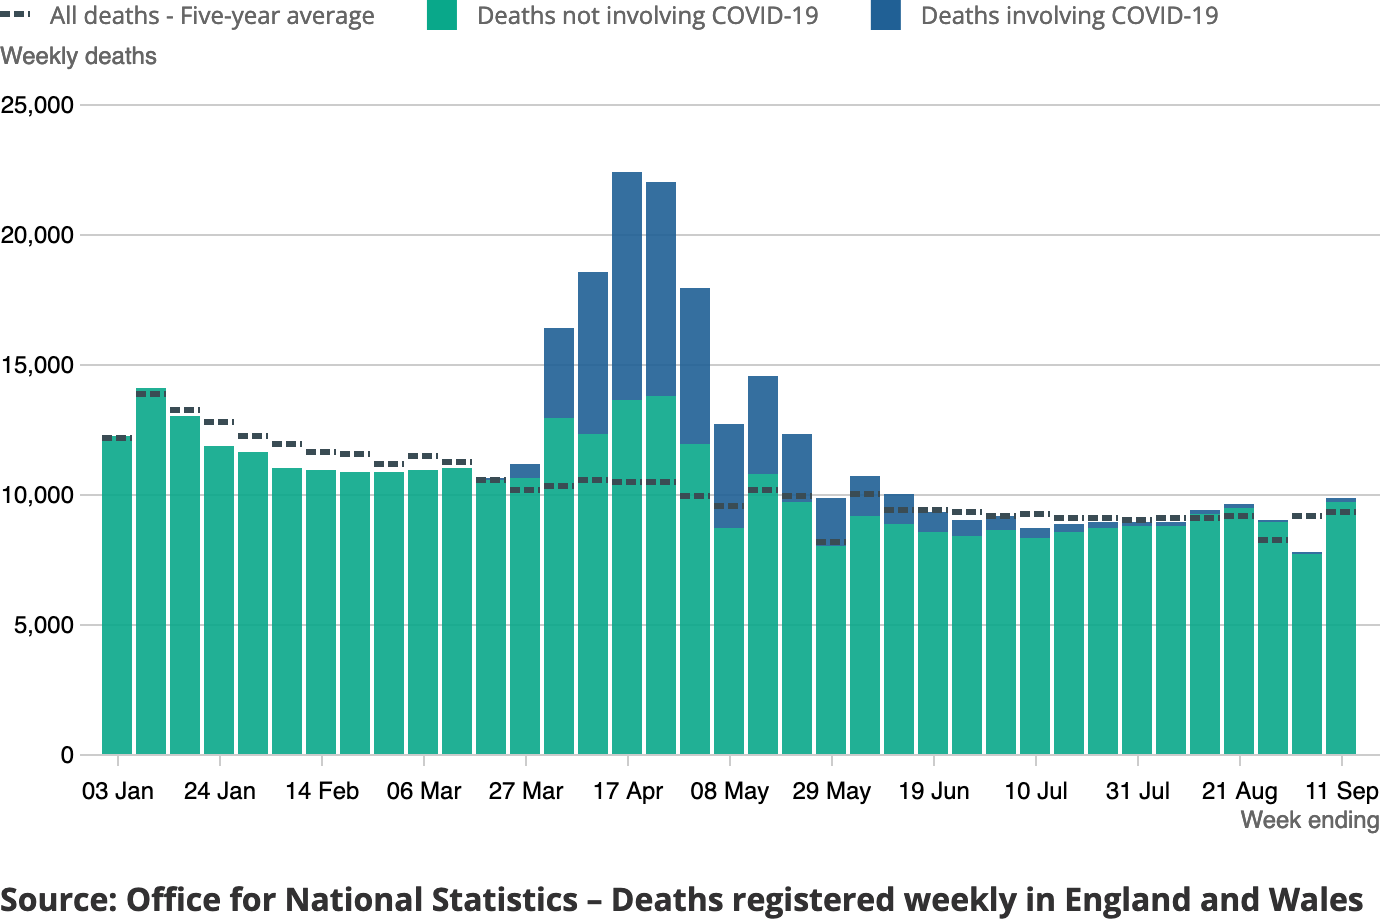 All deaths - Five-year average Deaths not involving COVID-19 Deaths involving COVID-19
Weekly deaths
25,000
20,000
15,000
10,000
5,000
0
03 Jan 24 Jan 14 Feb 06 Mar 27 Mar 17 Apr 08 May 29 May 19 Jun 10 Jul 31 Jul 21 Aug 11 Sep
Week ending
Source: Office for National Statistics – Deaths registered weekly in England and Wales